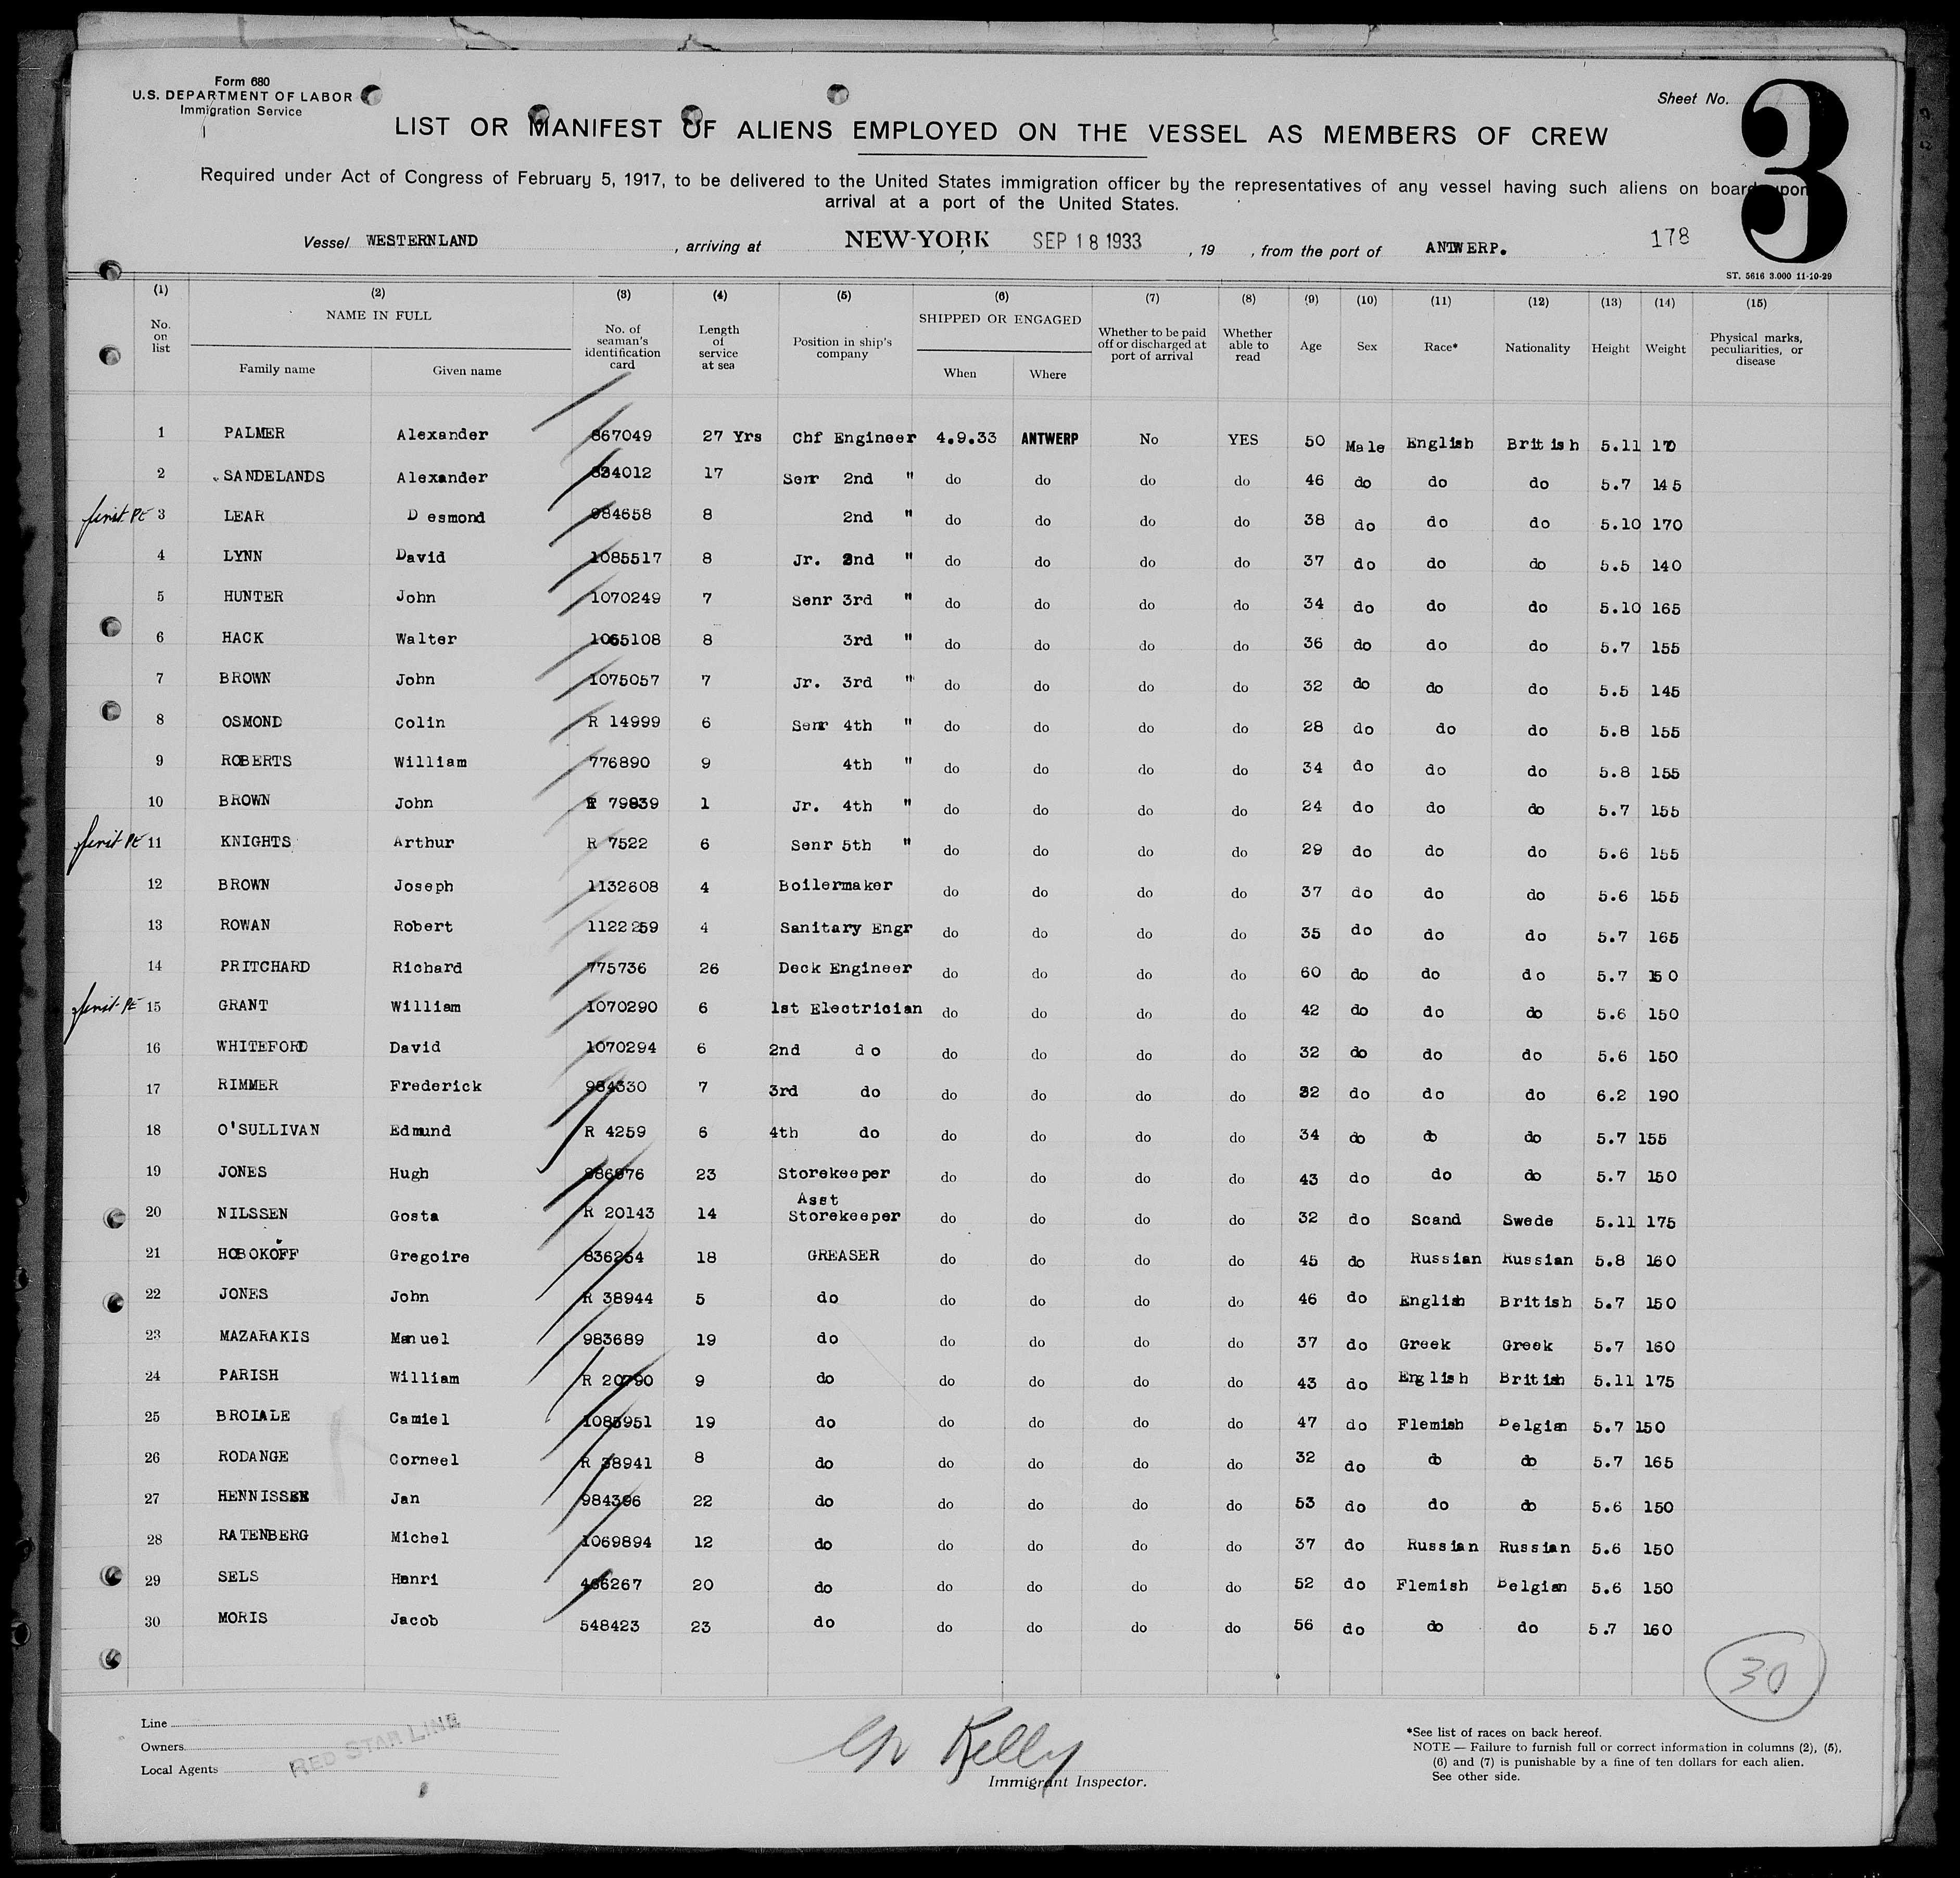 Form 680
U.S. DEPARTMENT OF LABOR
Immigration Service
Sheet No. 3
LIST OR MANIFEST OF ALIENS EMPLOYED ON THE VESSEL AS MEMBERS OF CREW
Required under Act of Congress of February 5, 1917, to be delivered to the United States immigration officer by the representatives of any vessel having such aliens on board upon
arrival at a port of the United States.
Vessel WESTERNLAND , arriving at NEW-YORK SEP 18 1933 , 19 , from the port of ANTWERP. 178
ST. 5616 3.000 11-10-29
(1) (2) (3) (4) (5) (6) (7) (8) (9) (10) (11) (12) (13) (14) (15)
No. on list NAME IN FULL Family name Given name No. of seaman's identification card Length of service at sea Position in ship's company SHIPPED OR ENGAGED When Where Whether to be paid off or discharged at port of arrival Whether able to read Age Sex Race* Nationality Height Weight Physical marks, peculiarities, or disease
1 PALMER Alexander 867049 27 Yrs Chf Engineer 4.9.33 ANTWERP No YES 50 Male English British 5.11 170
2 SANDELANDS Alexander 834012 17 Senr 2nd " do do do do 46 do do do 5.7 145
first PE 3 LEAR Desmond 984658 8 2nd " do do do do 38 do do do 5.10 170
4 LYNN David 1085517 8 Jr. 2nd " do do do do 37 do do do 5.5 140
5 HUNTER John 1070249 7 Senr 3rd " do do do do 34 do do do 5.10 165
6 HACK Walter 1065108 8 3rd " do do do do 36 do do do 5.7 155
7 BROWN John 1075057 7 Jr. 3rd " do do do do 32 do do do 5.5 145
8 OSMOND Colin R 14999 6 Senr 4th " do do do do 28 do do do 5.8 155
9 ROBERTS William 776890 9 4th " do do do do 34 do do do 5.8 155
10 BROWN John R 79839 1 Jr. 4th " do do do do 24 do do do 5.7 155
first PE 11 KNIGHTS Arthur R 7522 6 Senr 5th " do do do do 29 do do do 5.6 155
12 BROWN Joseph 1132608 4 Boilermaker do do do do 37 do do do 5.6 155
13 ROWAN Robert 1122259 4 Sanitary Engr do do do do 35 do do do 5.7 165
14 PRITCHARD Richard 775736 26 Deck Engineer do do do do 60 do do do 5.7 150
first PE 15 GRANT William 1070290 6 1st Electrician do do do do 42 do do do 5.6 150
16 WHITEFORD David 1070294 6 2nd do do do do do 32 do do do 5.6 150
17 RIMMER Frederick 984330 7 3rd do do do do do 32 do do do 6.2 190
18 O'SULLIVAN Edmund R 4259 6 4th do do do do do 34 do do do 5.7 155
19 JONES Hugh 23 Storekeeper do do do do 43 do do do 5.7 150
20 NILSSEN Gosta R 20143 14 Asst Storekeeper do do do do 32 do Scand Swede 5.11 175
21 HOBOKOFF Gregoire 836254 18 GREASER do do do do 45 do Russian Russian 5.8 160
22 JONES John R 38944 5 do do do do do 46 do English British 5.7 150
23 MAZARAKIS Manuel 983689 19 do do do do do 37 do Greek Greek 5.7 160
24 PARISH William R 20790 9 do do do do do 43 do English British 5.11 175
25 BROIALE Camiel 1083951 19 do do do do do 47 do Flemish Belgian 5.7 150
26 RODANGE Corneel R 38941 8 do do do do do 32 do do do 5.7 165
27 HENNISSEN Jan 984396 22 do do do do do 53 do do do 5.6 150
28 RATENBERG Michel 1069894 12 do do do do do 37 do Russian Russian 5.6 150
29 SELS Henri 466267 20 do do do do do 52 do Flemish Belgian 5.6 150
30 MORIS Jacob 548423 23 do do do do do 56 do do do 5.7 160
30
Line
Owners
Local Agents
RED STAR LINE
Kelly
Immigrant Inspector.
*See list of races on back hereof.
NOTE — Failure to furnish full or correct information in columns (2), (5),
(6) and (7) is punishable by a fine of ten dollars for each alien.
See other side.